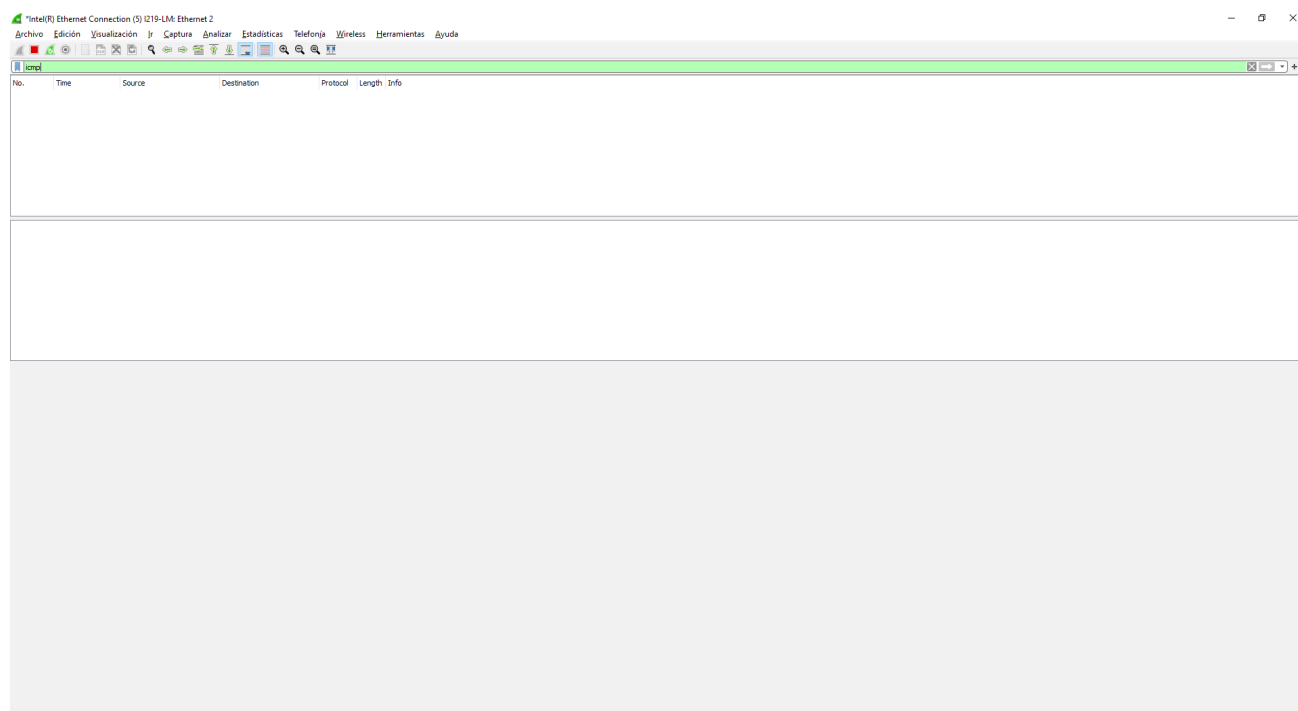 *Intel(R) Ethernet Connection (5) I219-LM: Ethernet 2
Archivo Edición Visualización Ir Captura Analizar Estadísticas Telefonía Wireless Herramientas Ayuda
icmp
No. Time Source Destination Protocol Length Info